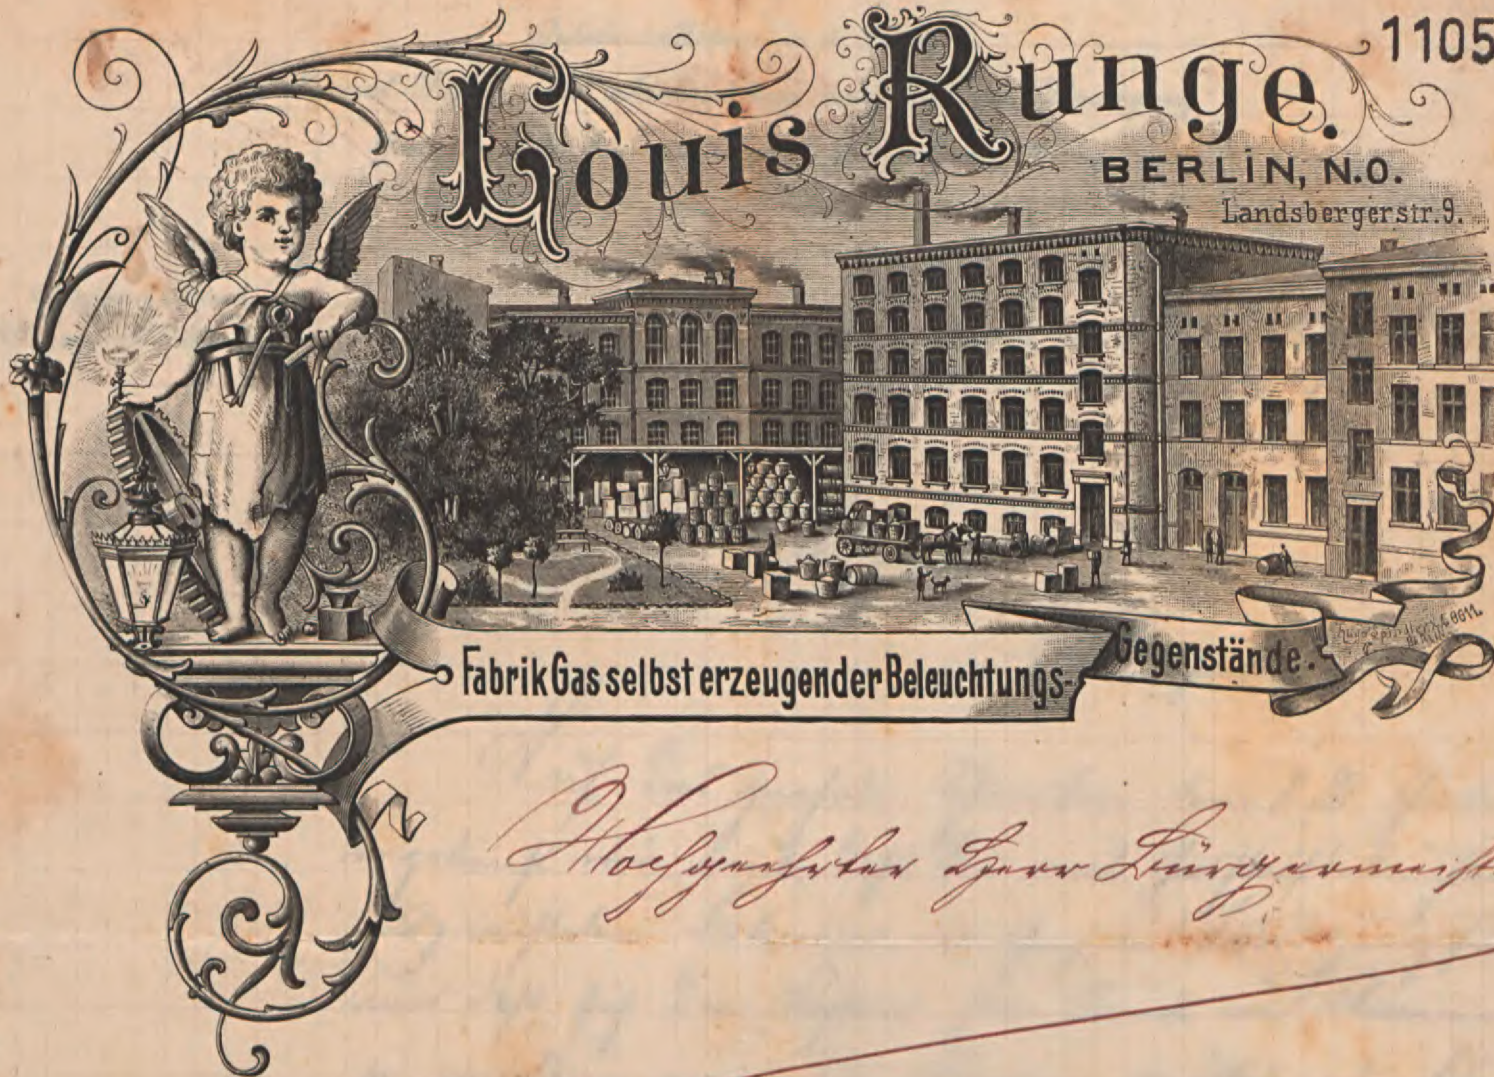 1105
Louis Runge.
BERLIN, N.O.
Landsbergerstr. 9.
Fabrik Gas selbst erzeugender Beleuchtungs-
Gegenstände.
Hochgeehrter Herr Bürgermeist